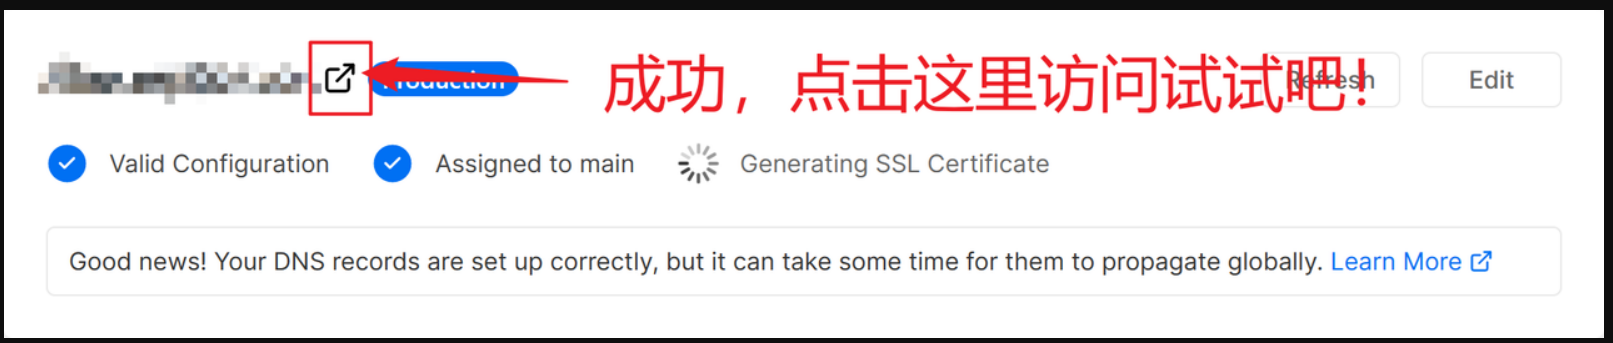 Production 成功，点击这里访问试试吧！ Refresh Edit
Valid Configuration Assigned to main Generating SSL Certificate
Good news! Your DNS records are set up correctly, but it can take some time for them to propagate globally. Learn More